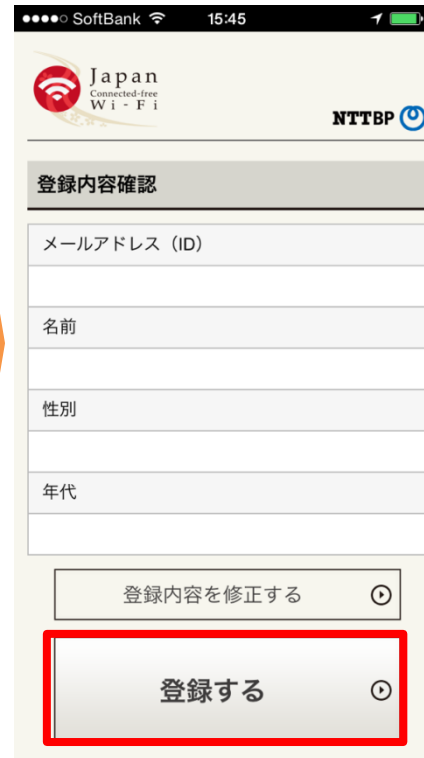 SoftBank 15:45
Japan
Connected-free
Wi-Fi
NTTBP
登録内容確認
メールアドレス（ID）
名前
性別
年代
登録内容を修正する
登録する